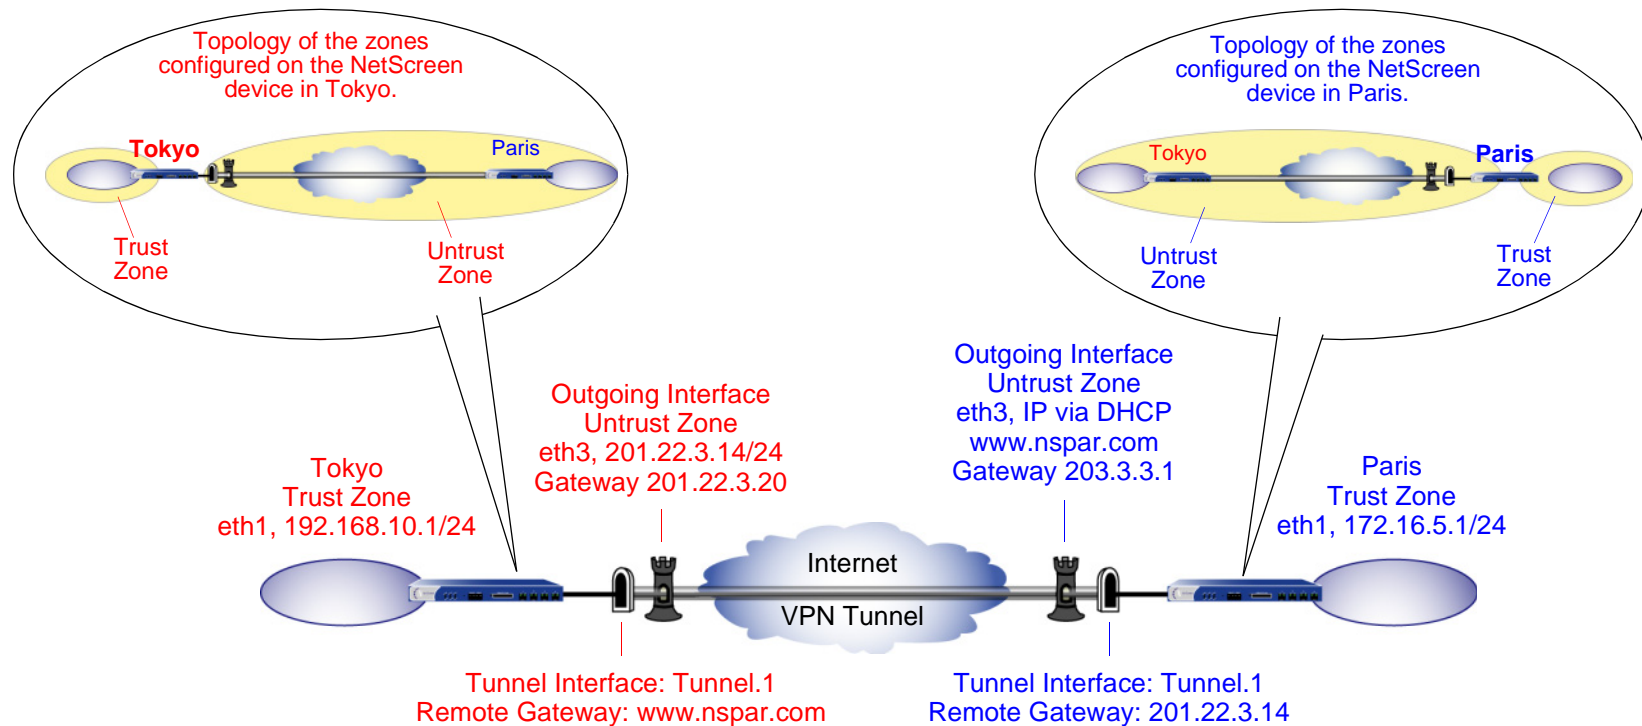 Topology of the zones
configured on the NetScreen
device in Tokyo.
Tokyo
Paris
Trust
Zone
Untrust
Zone
Topology of the zones
configured on the NetScreen
device in Paris.
Tokyo
Paris
Untrust
Zone
Trust
Zone
Tokyo
Trust Zone
eth1, 192.168.10.1/24
Outgoing Interface
Untrust Zone
eth3, 201.22.3.14/24
Gateway 201.22.3.20
Outgoing Interface
Untrust Zone
eth3, IP via DHCP
www.nspar.com
Gateway 203.3.3.1
Paris
Trust Zone
eth1, 172.16.5.1/24
Internet
VPN Tunnel
Tunnel Interface: Tunnel.1
Remote Gateway: www.nspar.com
Tunnel Interface: Tunnel.1
Remote Gateway: 201.22.3.14